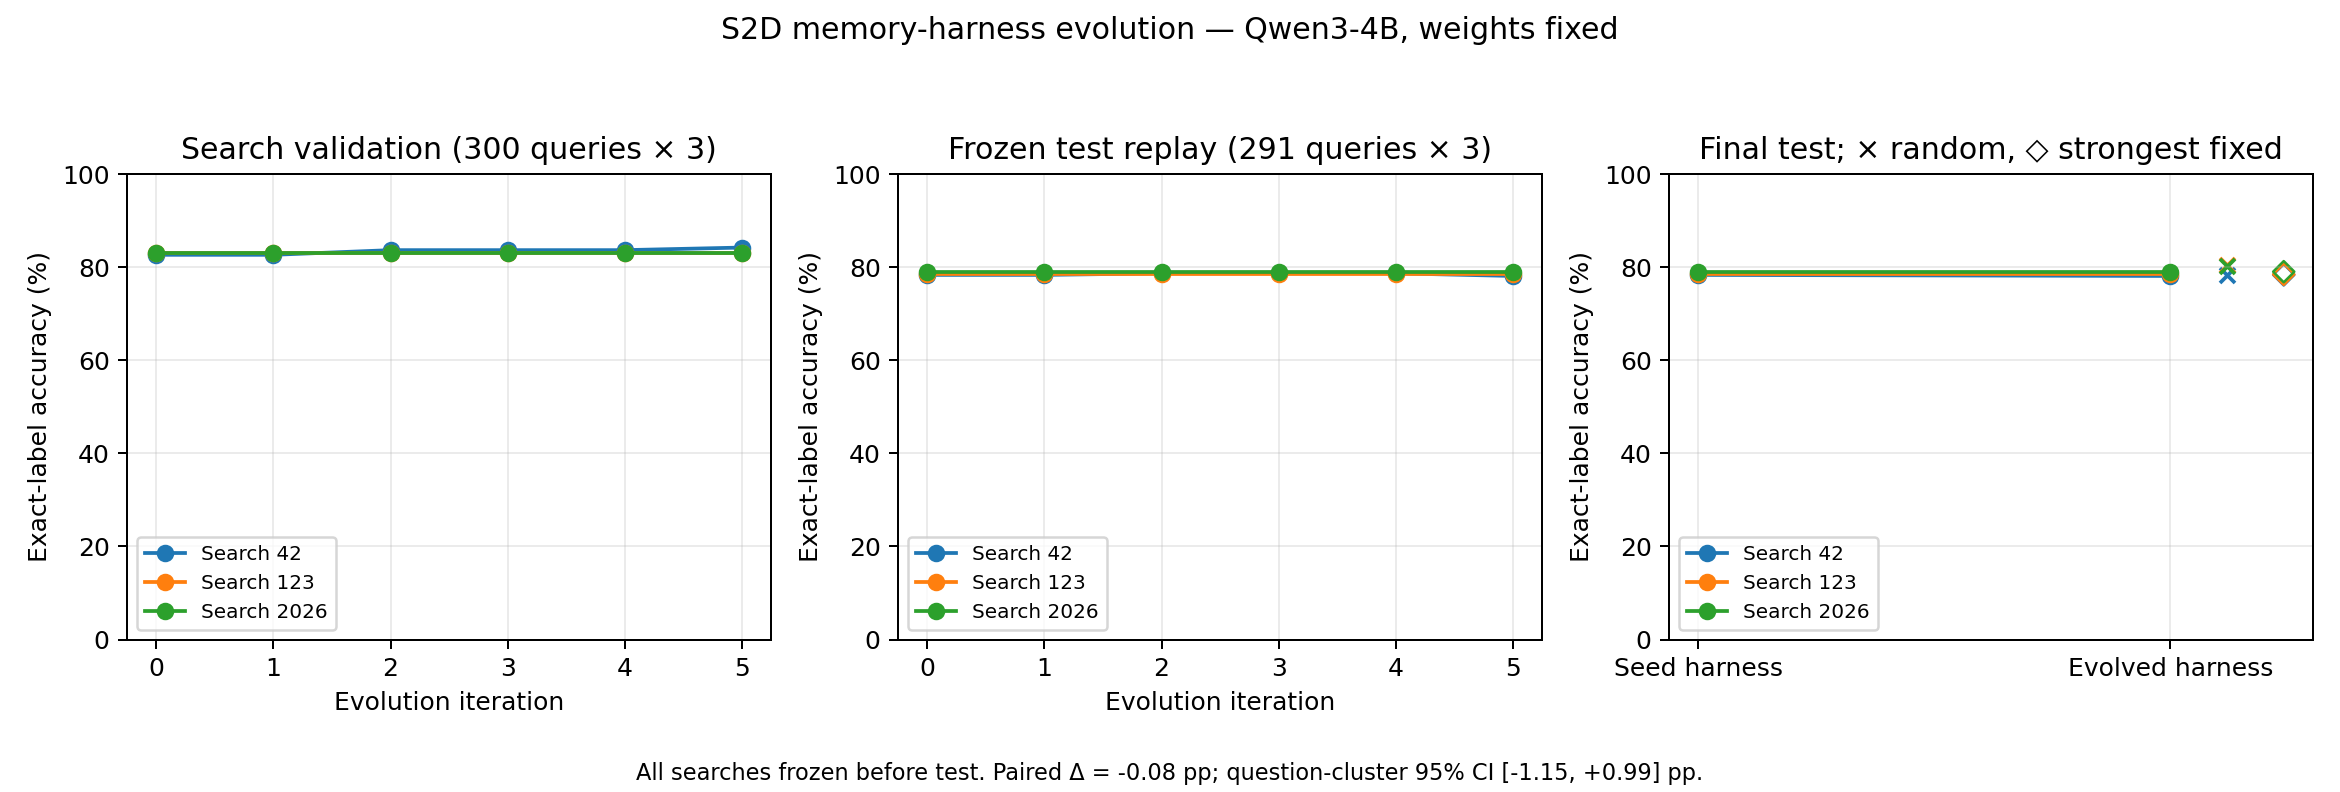 S2D memory-harness evolution — Qwen3-4B, weights fixed
Search validation (300 queries × 3)
Exact-label accuracy (%)
100
80
60
40
20
0
Search 42
Search 123
Search 2026
0 1 2 3 4 5
Evolution iteration
Frozen test replay (291 queries × 3)
Exact-label accuracy (%)
100
80
60
40
20
0
Search 42
Search 123
Search 2026
0 1 2 3 4 5
Evolution iteration
Final test; × random, ◇ strongest fixed
Exact-label accuracy (%)
100
80
60
40
20
0
Search 42
Search 123
Search 2026
Seed harness Evolved harness
All searches frozen before test. Paired Δ = -0.08 pp; question-cluster 95% CI [-1.15, +0.99] pp.